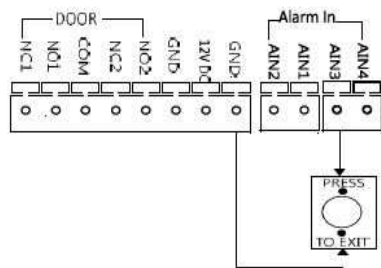 DOOR
Alarm In
NC1
NO1
COM
NC2
NO2
GND
12V DC
GND
AIN2
AIN1
AIN3
AIN4
PRESS
TO EXIT